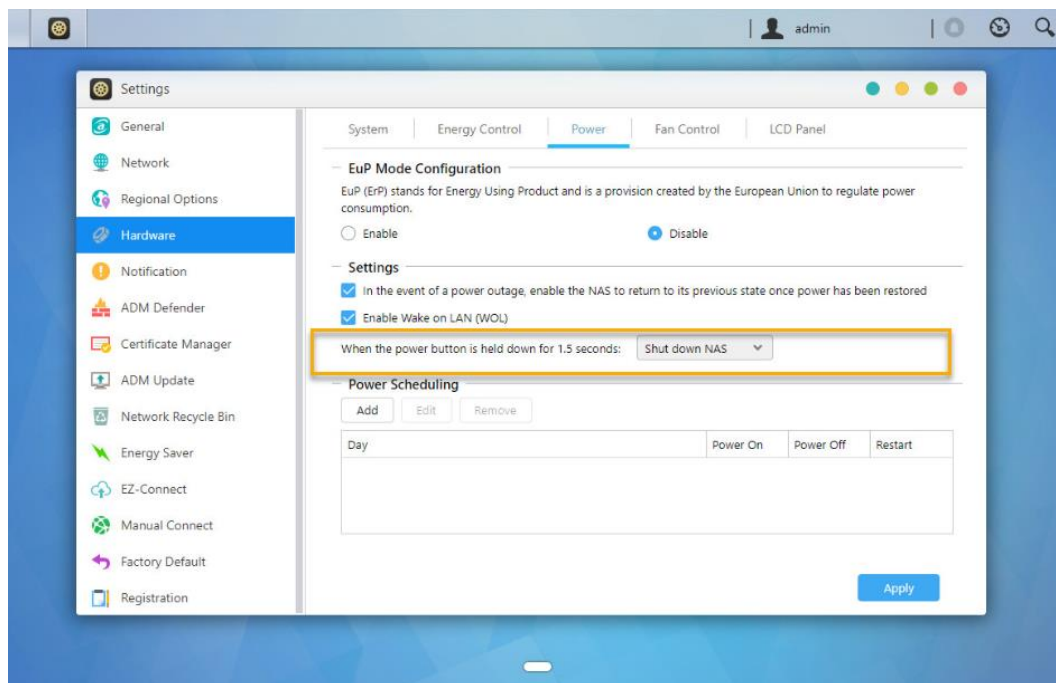 admin
Settings
General
Network
Regional Options
Hardware
Notification
ADM Defender
Certificate Manager
ADM Update
Network Recycle Bin
Energy Saver
EZ-Connect
Manual Connect
Factory Default
Registration
System Energy Control Power Fan Control LCD Panel
EuP Mode Configuration
EuP (ErP) stands for Energy Using Product and is a provision created by the European Union to regulate power
consumption.
Enable Disable
Settings
In the event of a power outage, enable the NAS to return to its previous state once power has been restored
Enable Wake on LAN (WOL)
When the power button is held down for 1.5 seconds: Shut down NAS
Power Scheduling
Add Edit Remove
Day Power On Power Off Restart
Apply